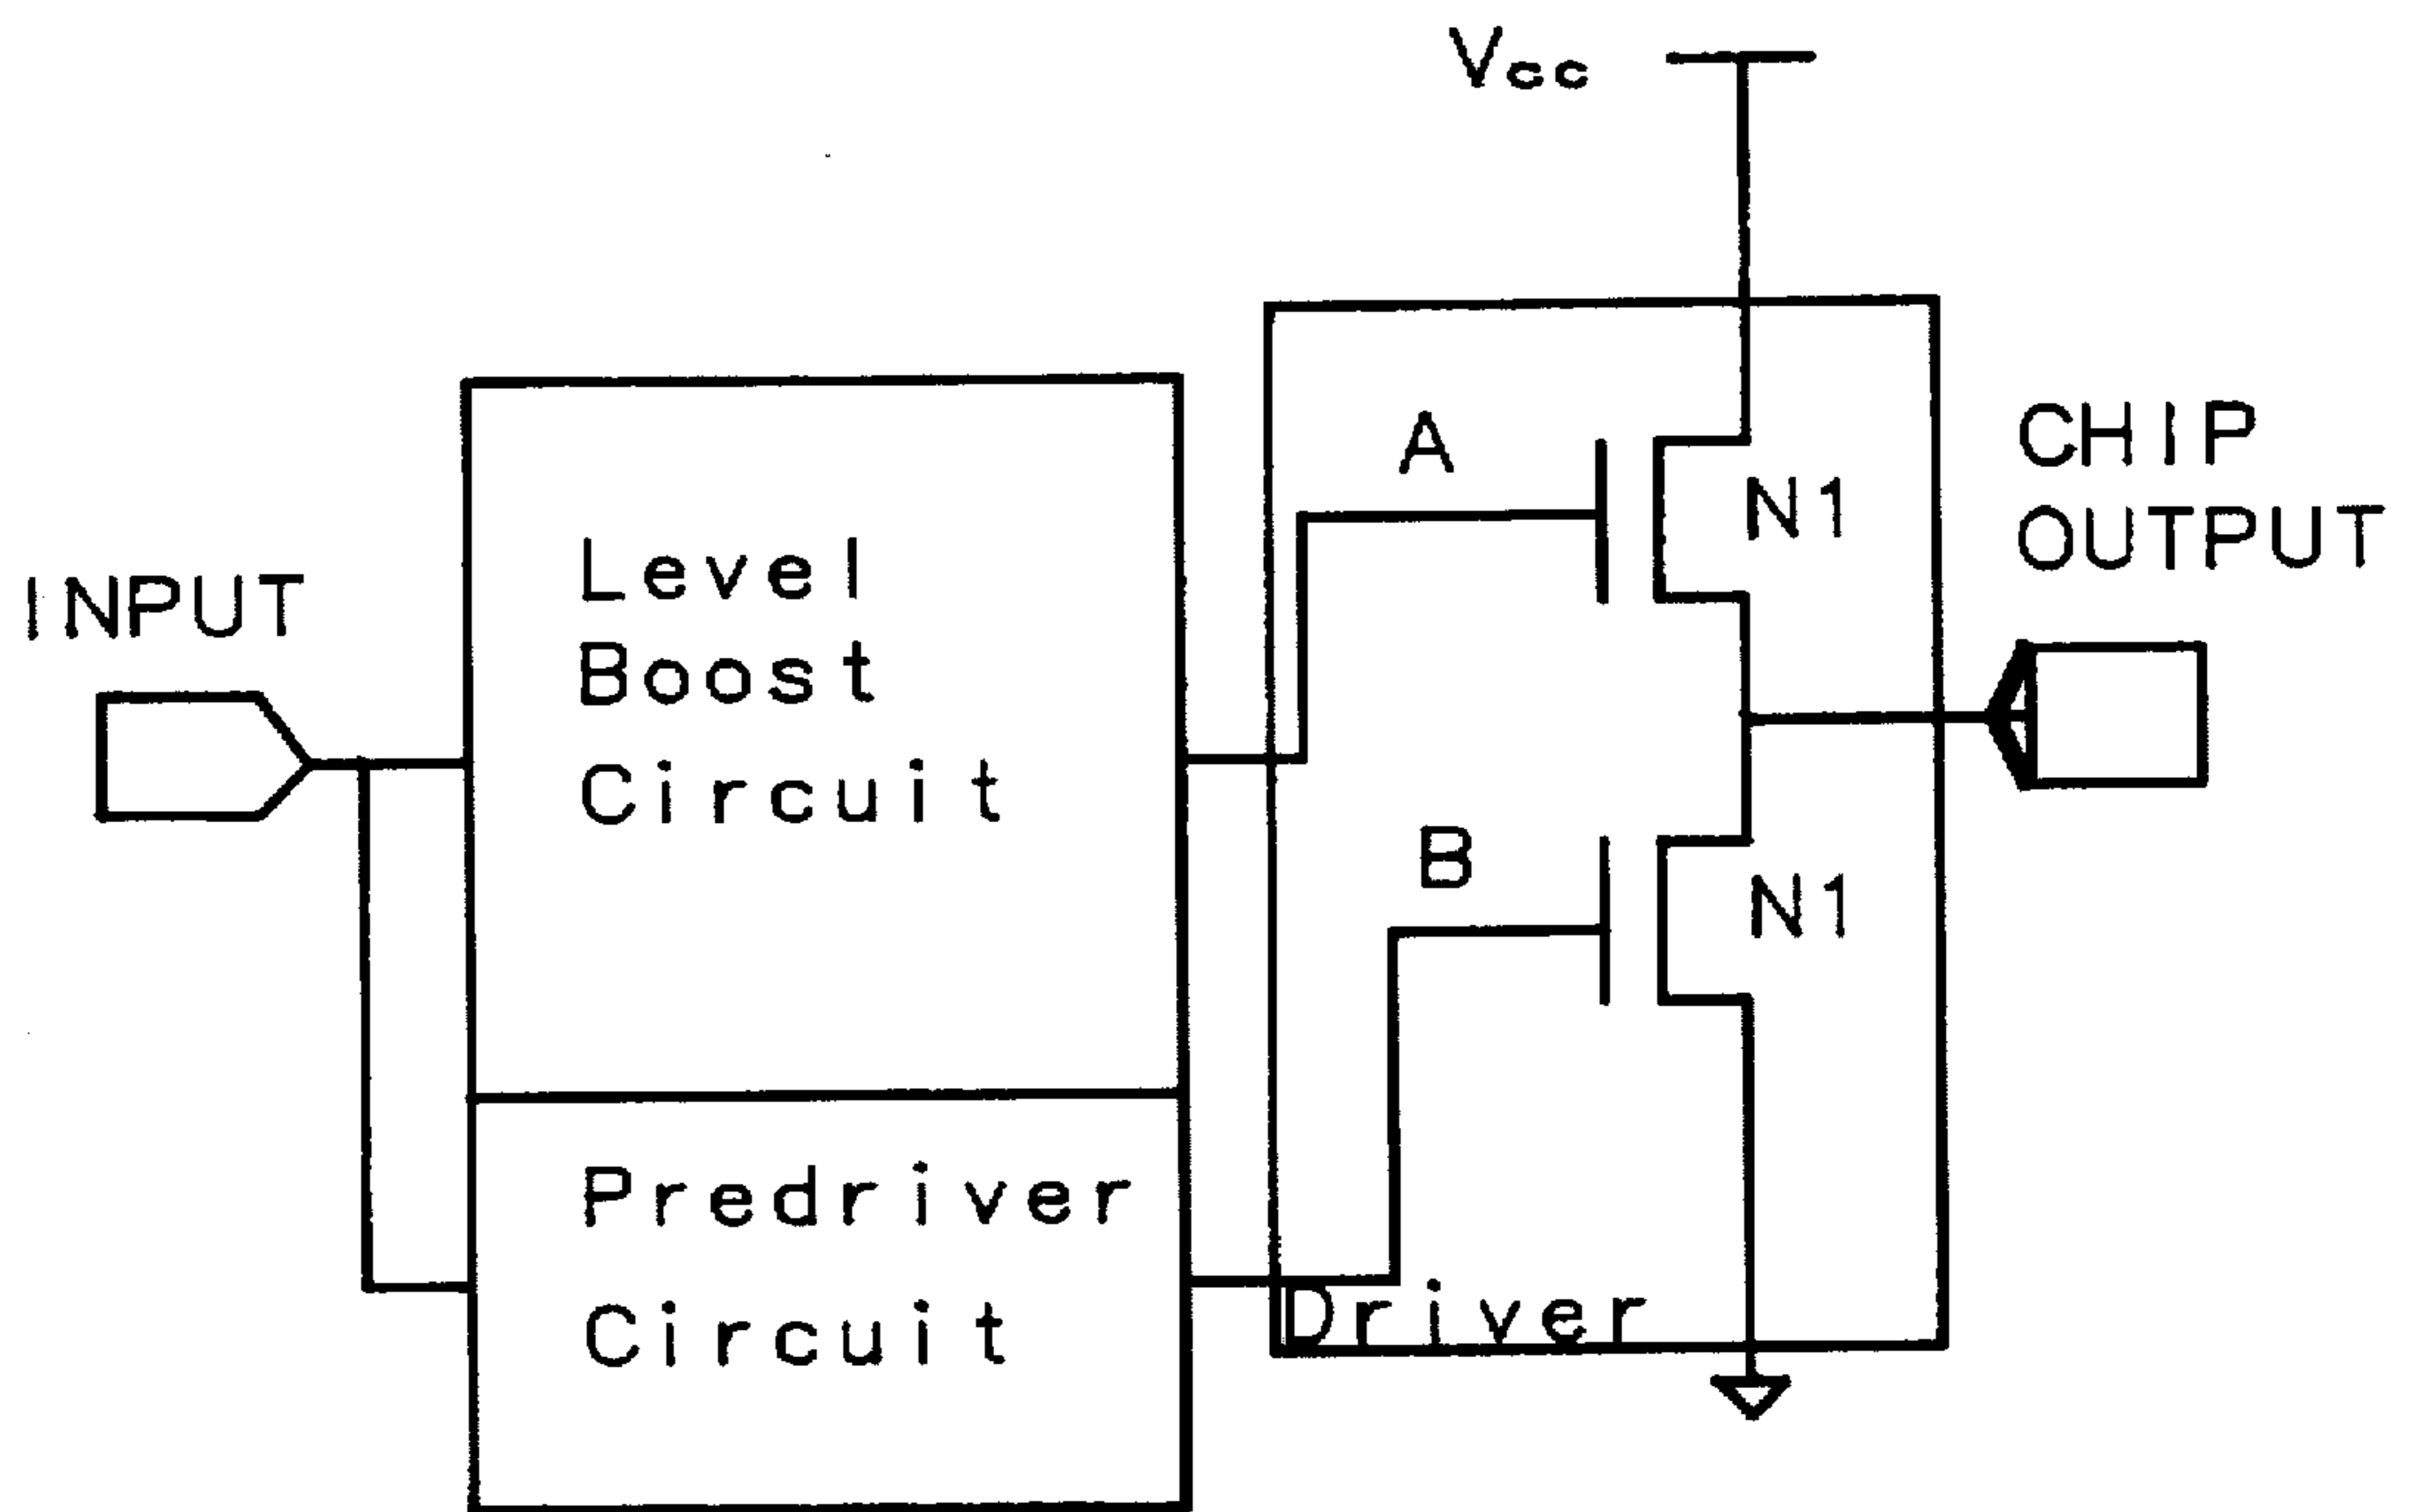 Vcc
INPUT
Level
Boost
Circuit
Predriver
Circuit
A
N1
B
N1
Driver
CHIP
OUTPUT